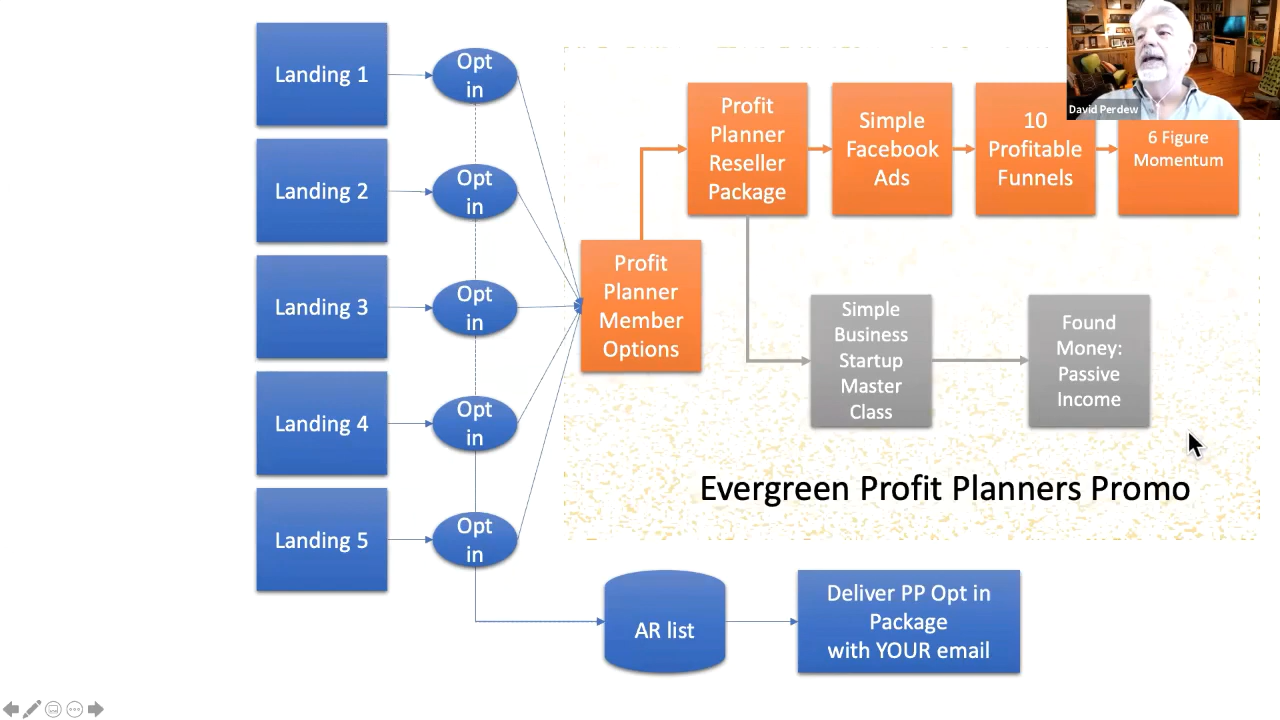 Landing 1
Opt
in
Landing 2
Opt
in
Landing 3
Opt
in
Landing 4
Opt
in
Landing 5
Opt
in
Profit
Planner
Member
Options
Profit
Planner
Reseller
Package
Simple
Facebook
Ads
10
Profitable
Funnels
6 Figure
Momentum
David Perdew
Simple
Business
Startup
Master
Class
Found
Money:
Passive
Income
Evergreen Profit Planners Promo
AR list
Deliver PP Opt in
Package
with YOUR email